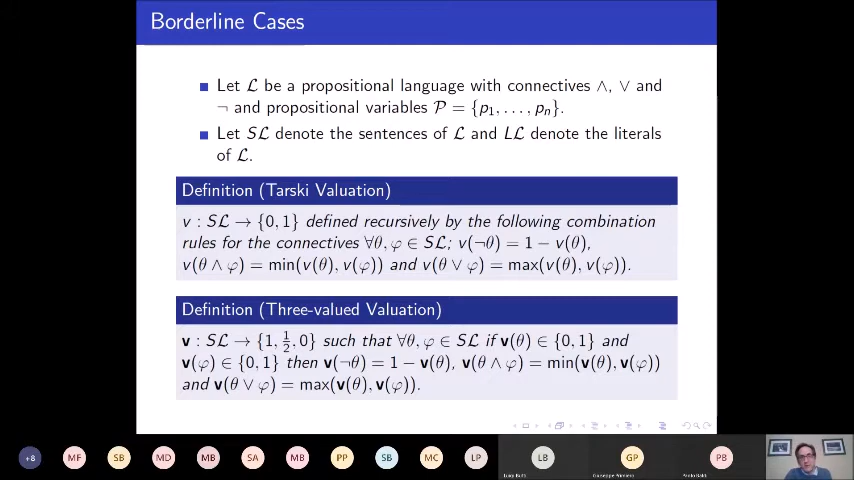 Borderline Cases
Let ℒ be a propositional language with connectives ∧, ∨ and
¬ and propositional variables 𝒫 = {p₁, . . . , pₙ}.
Let Sℒ denote the sentences of ℒ and Lℒ denote the literals
of ℒ.
Definition (Tarski Valuation)
v : Sℒ → {0, 1} defined recursively by the following combination
rules for the connectives ∀θ, φ ∈ Sℒ; v(¬θ) = 1 − v(θ),
v(θ ∧ φ) = min(v(θ), v(φ)) and v(θ ∨ φ) = max(v(θ), v(φ)).
Definition (Three-valued Valuation)
v : Sℒ → {1, ½, 0} such that ∀θ, φ ∈ Sℒ if v(θ) ∈ {0, 1} and
v(φ) ∈ {0, 1} then v(¬θ) = 1 − v(θ), v(θ ∧ φ) = min(v(θ), v(φ))
and v(θ ∨ φ) = max(v(θ), v(φ)).
+8 MF SB MD MB SA MB PP SB MC LP LB GP PB
Giuseppe Primiero